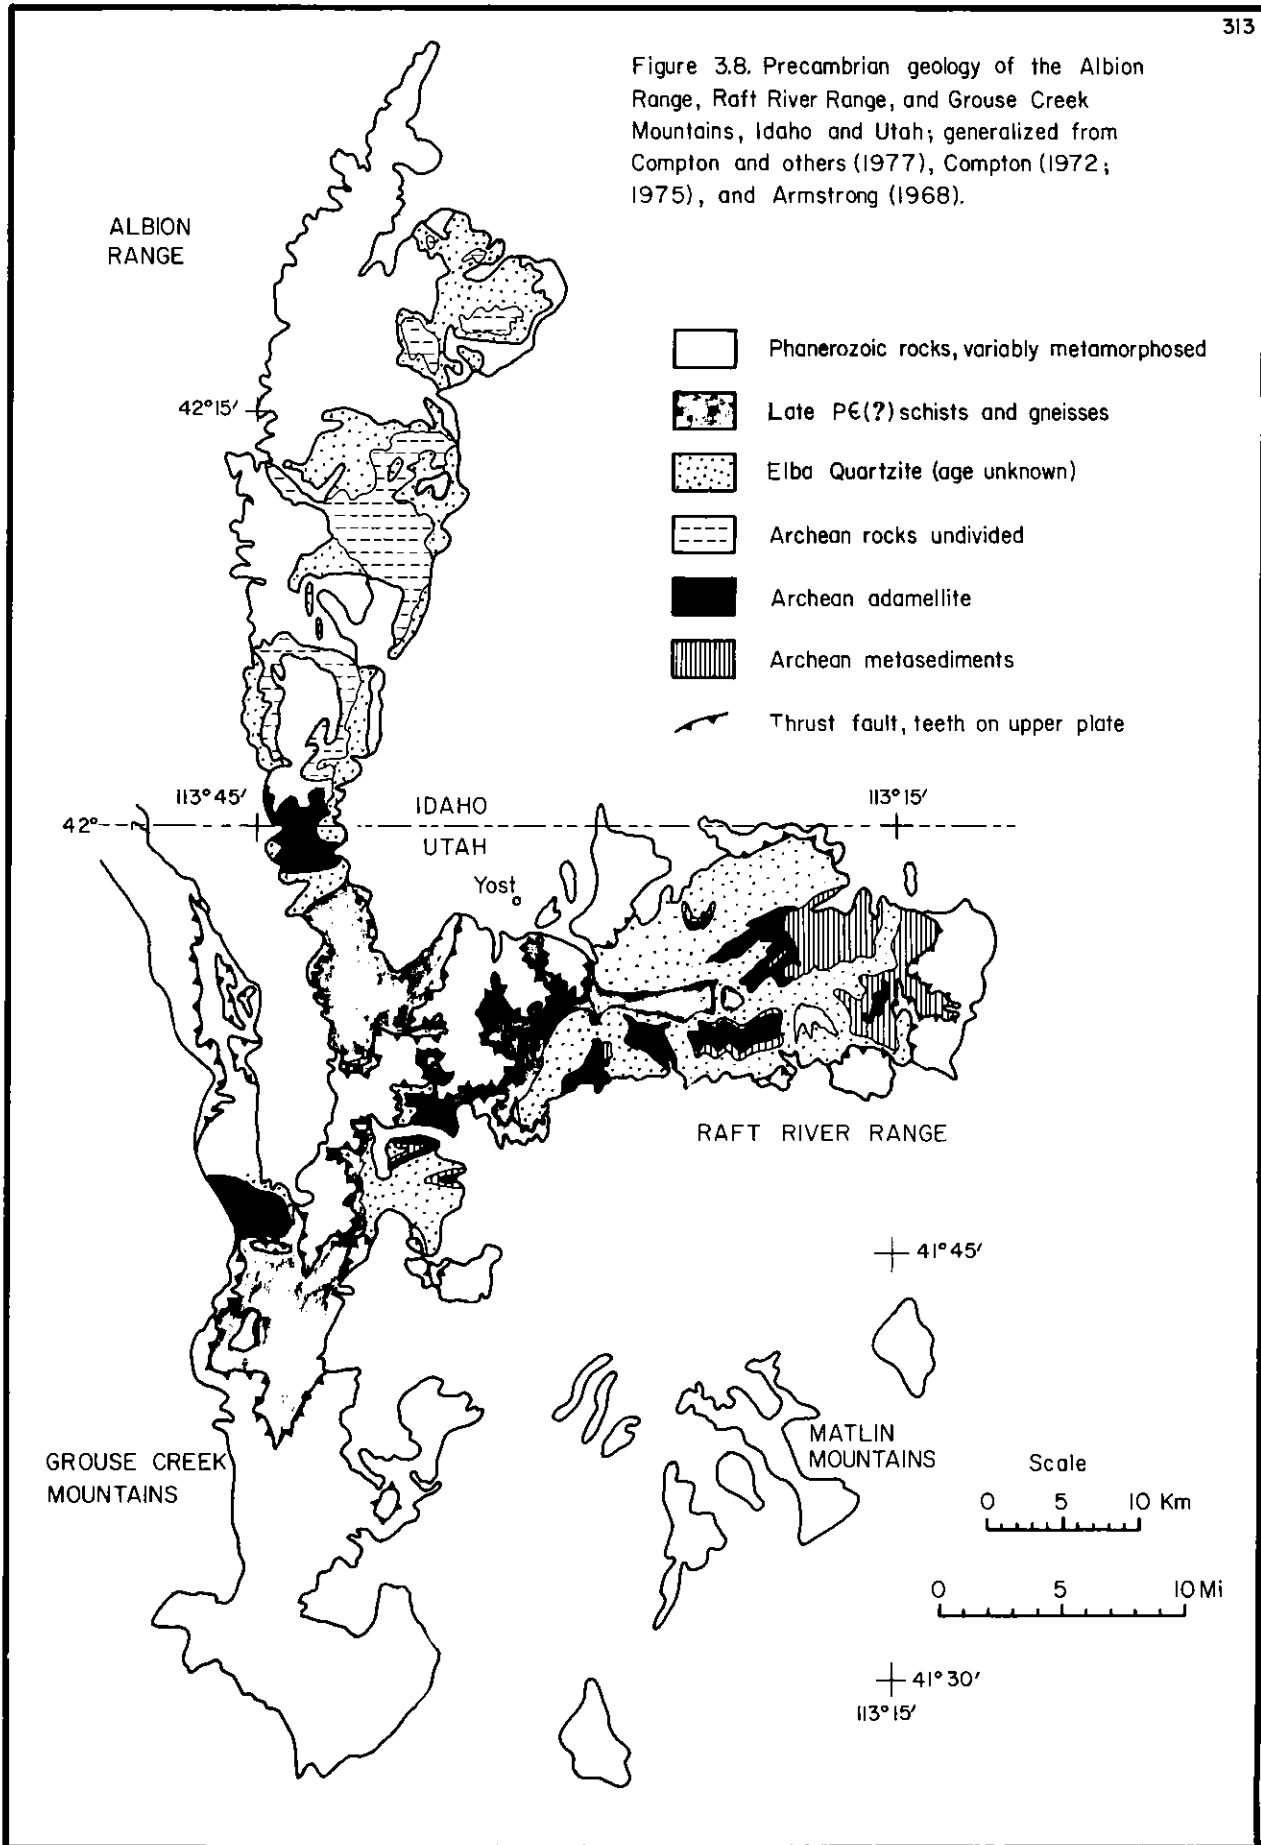 313
Figure 3.8. Precambrian geology of the Albion
Range, Raft River Range, and Grouse Creek
Mountains, Idaho and Utah; generalized from
Compton and others (1977), Compton (1972;
1975), and Armstrong (1968).
ALBION
RANGE
Phanerozoic rocks, variably metamorphosed
42°15′
Late P€(?) schists and gneisses
Elba Quartzite (age unknown)
Archean rocks undivided
Archean adamellite
Archean metasediments
Thrust fault, teeth on upper plate
113°45′
IDAHO
113°15′
42°
UTAH
Yost
RAFT RIVER RANGE
41°45′
MATLIN
MOUNTAINS
GROUSE CREEK
MOUNTAINS
Scale
0 5 10 Km
0 5 10 Mi
41°30′
113°15′